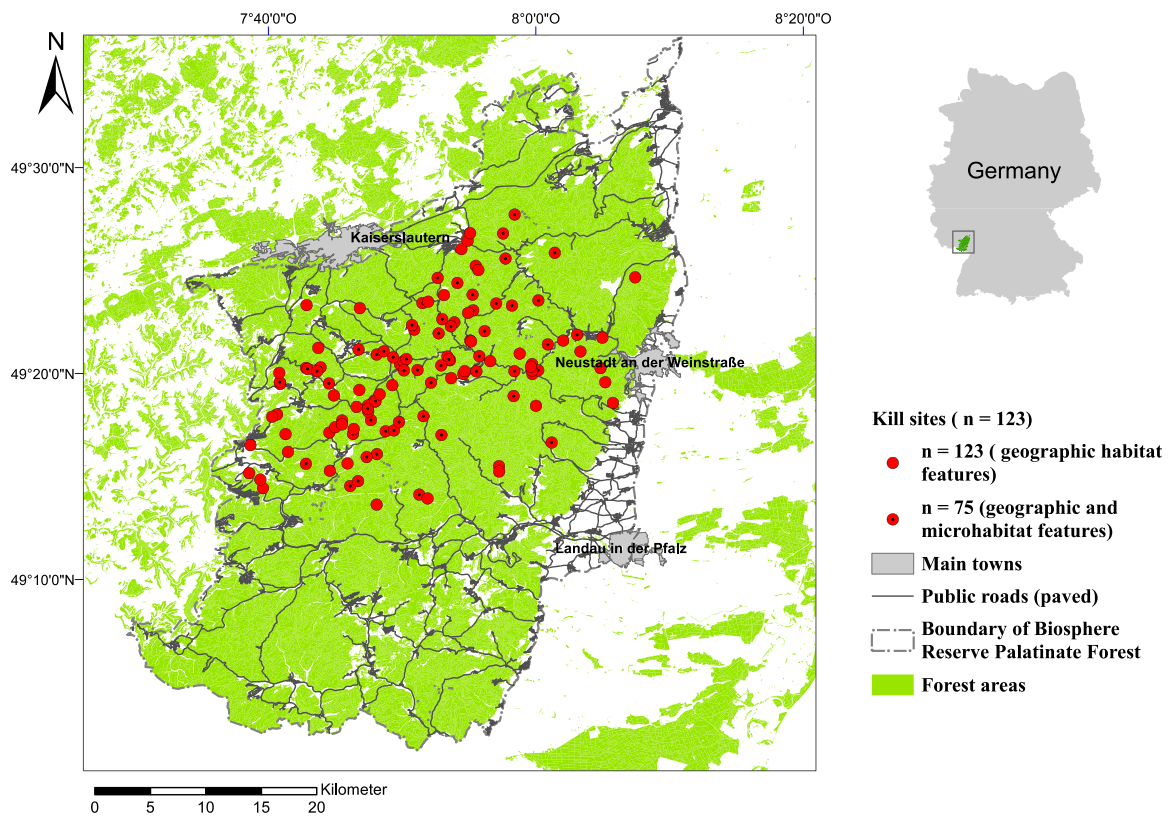 7°40'0"O
8°0'0"O
8°20'0"O
N
49°30'0"N
49°20'0"N
49°10'0"N
Kaiserslautern
Neustadt an der Weinstraße
Landau in der Pfalz
Kilometer
0 5 10 15 20
Germany
Kill sites ( n = 123)
n = 123 ( geographic habitat
features)
n = 75 (geographic and
microhabitat features)
Main towns
Public roads (paved)
Boundary of Biosphere
Reserve Palatinate Forest
Forest areas